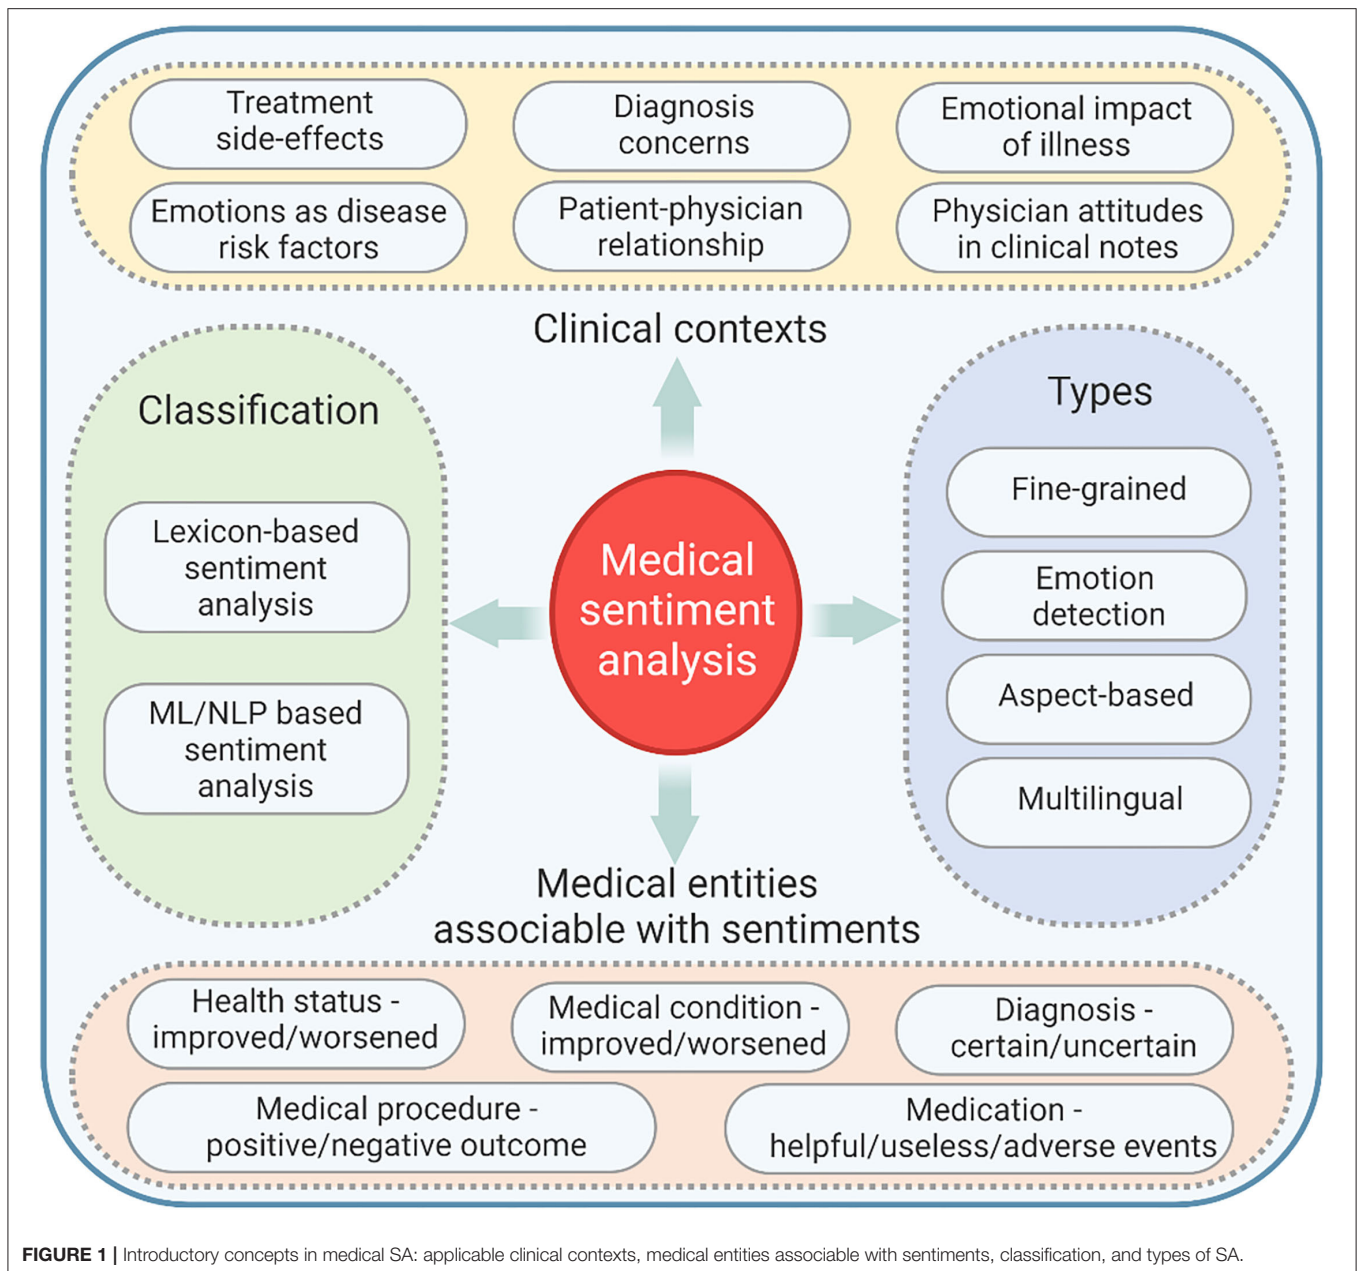 Treatment
side-effects
Diagnosis
concerns
Emotional impact
of illness
Emotions as disease
risk factors
Patient-physician
relationship
Physician attitudes
in clinical notes
Clinical contexts
Classification
Lexicon-based
sentiment
analysis
ML/NLP based
sentiment
analysis
Medical
sentiment
analysis
Types
Fine-grained
Emotion
detection
Aspect-based
Multilingual
Medical entities
associable with sentiments
Health status -
improved/worsened
Medical condition -
improved/worsened
Diagnosis -
certain/uncertain
Medical procedure -
positive/negative outcome
Medication -
helpful/useless/adverse events
FIGURE 1 | Introductory concepts in medical SA: applicable clinical contexts, medical entities associable with sentiments, classification, and types of SA.